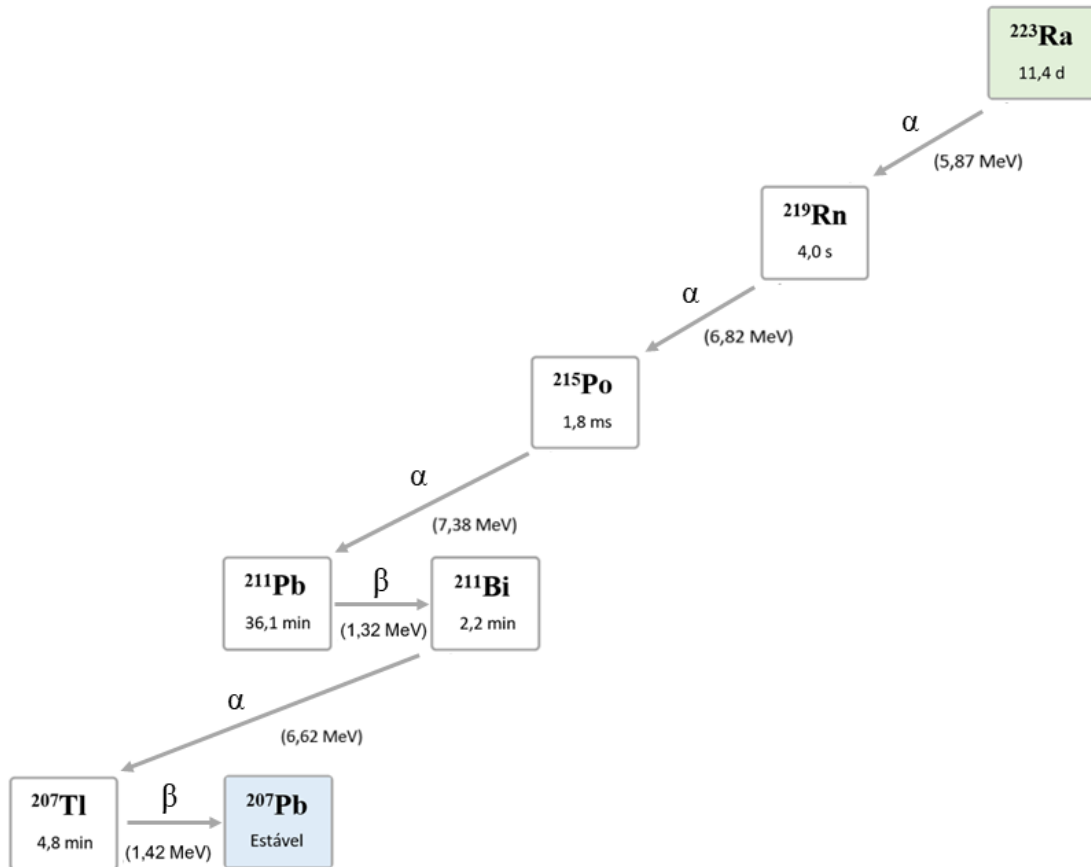 ²²³Ra
11,4 d
α
(5,87 MeV)
²¹⁹Rn
4,0 s
α
(6,82 MeV)
²¹⁵Po
1,8 ms
α
(7,38 MeV)
²¹¹Pb
36,1 min
β
(1,32 MeV)
²¹¹Bi
2,2 min
α
(6,62 MeV)
²⁰⁷Tl
4,8 min
β
(1,42 MeV)
²⁰⁷Pb
Estável